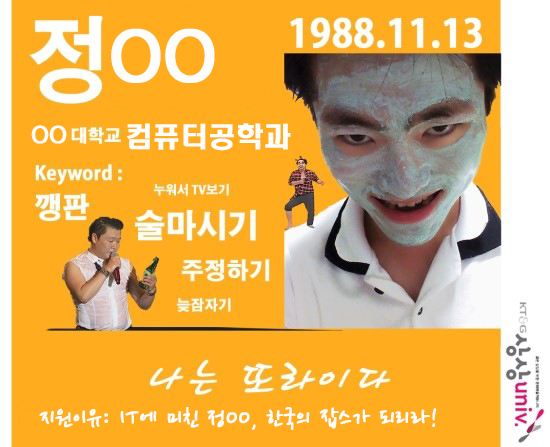 정OO
1988.11.13
OO 대학교 컴퓨터공학과
Keyword :
깽판
누워서 TV보기
술마시기
주정하기
늦잠자기
나는 또라이다
지원이유: IT에 미친 정OO, 한국의 잡스가 되리라!
KT&G
상상univ.